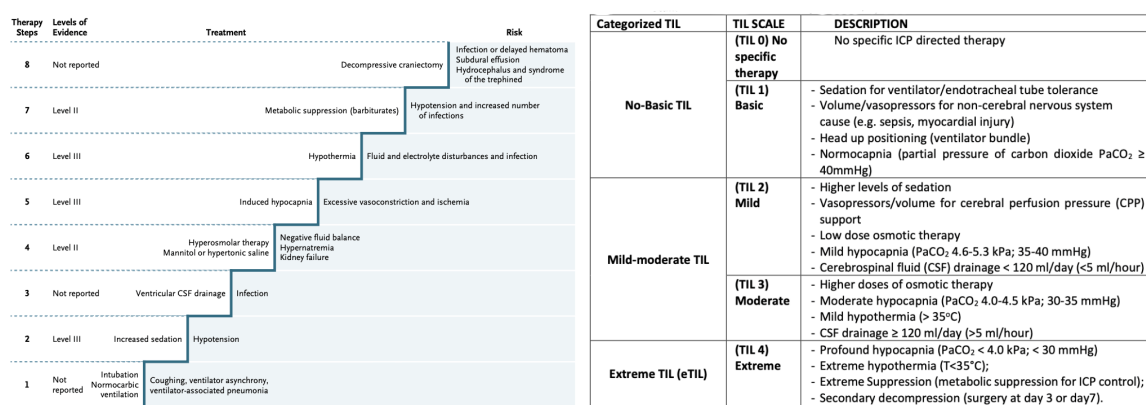 Therapy Steps
Levels of Evidence
Treatment
Risk
8
Not reported
Decompressive craniectomy
Infection or delayed hematoma
Subdural effusion
Hydrocephalus and syndrome
of the trephined
7
Level II
Metabolic suppression (barbiturates)
Hypotension and increased number
of infections
6
Level III
Hypothermia
Fluid and electrolyte disturbances and infection
5
Level III
Induced hypocapnia
Excessive vasoconstriction and ischemia
4
Level II
Hyperosmolar therapy
Mannitol or hypertonic saline
Negative fluid balance
Hypernatremia
Kidney failure
3
Not reported
Ventricular CSF drainage
Infection
2
Level III
Increased sedation
Hypotension
1
Not
reported
Intubation
Normocarbic
ventilation
Coughing, ventilator asynchrony,
ventilator-associated pneumonia
Categorized TIL
TIL SCALE
DESCRIPTION
No-Basic TIL
(TIL 0) No
specific
therapy
No specific ICP directed therapy
(TIL 1)
Basic
- Sedation for ventilator/endotracheal tube tolerance
- Volume/vasopressors for non-cerebral nervous system
cause (e.g. sepsis, myocardial injury)
- Head up positioning (ventilator bundle)
- Normocapnia (partial pressure of carbon dioxide PaCO₂ ≥
40mmHg)
Mild-moderate TIL
(TIL 2)
Mild
- Higher levels of sedation
- Vasopressors/volume for cerebral perfusion pressure (CPP)
support
- Low dose osmotic therapy
- Mild hypocapnia (PaCO₂ 4.6-5.3 kPa; 35-40 mmHg)
- Cerebrospinal fluid (CSF) drainage < 120 ml/day (<5 ml/hour)
(TIL 3)
Moderate
- Higher doses of osmotic therapy
- Moderate hypocapnia (PaCO₂ 4.0-4.5 kPa; 30-35 mmHg)
- Mild hypothermia (> 35°C)
- CSF drainage ≥ 120 ml/day (>5 ml/hour)
Extreme TIL (eTIL)
(TIL 4)
Extreme
- Profound hypocapnia (PaCO₂ < 4.0 kPa; < 30 mmHg)
- Extreme hypothermia (T<35°C);
- Extreme Suppression (metabolic suppression for ICP control);
- Secondary decompression (surgery at day 3 or day7).